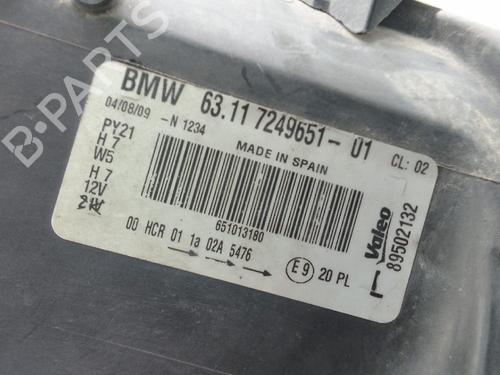 B-PARTS
BMW 63.11 7249651-01 CL: 02
04/08/09 -N 1234
PY21
H 7
W5
H 7
12V
MADE IN SPAIN
651013180
00 HCR 01 1a 02A 5476
E9 20 PL
Valeo
89502132
L